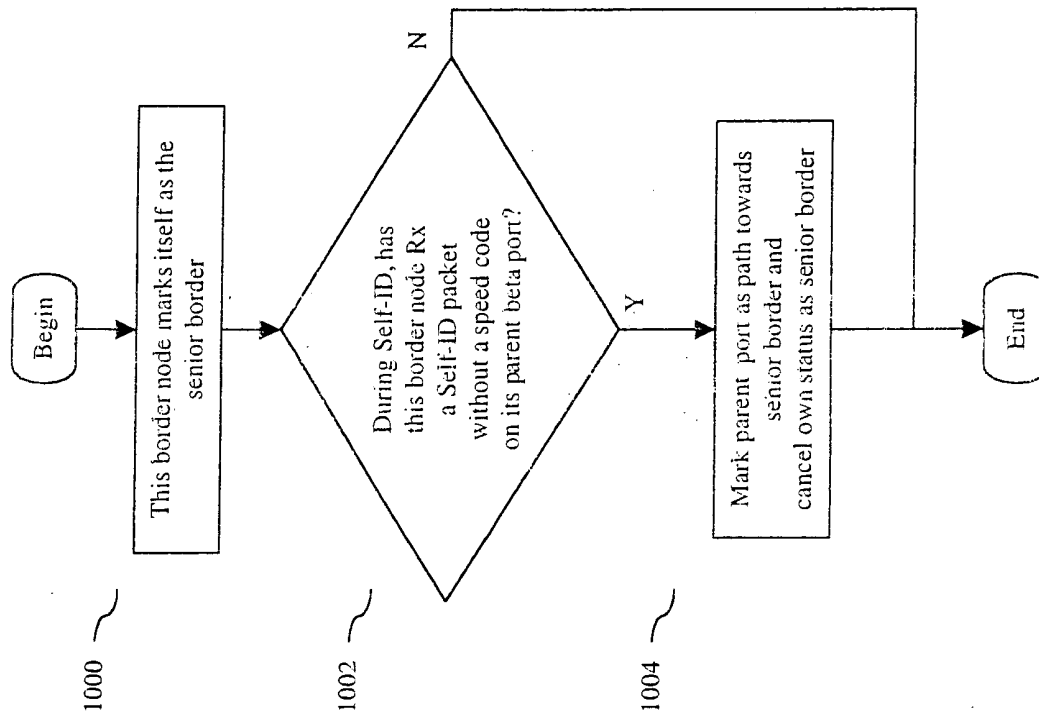 Begin
1000
This border node marks itself as the
senior border
1002
During Self-ID, has
this border node Rx
a Self-ID packet
without a speed code
on its parent beta port?
N
Y
1004
Mark parent port as path towards
senior border and
cancel own status as senior border
End